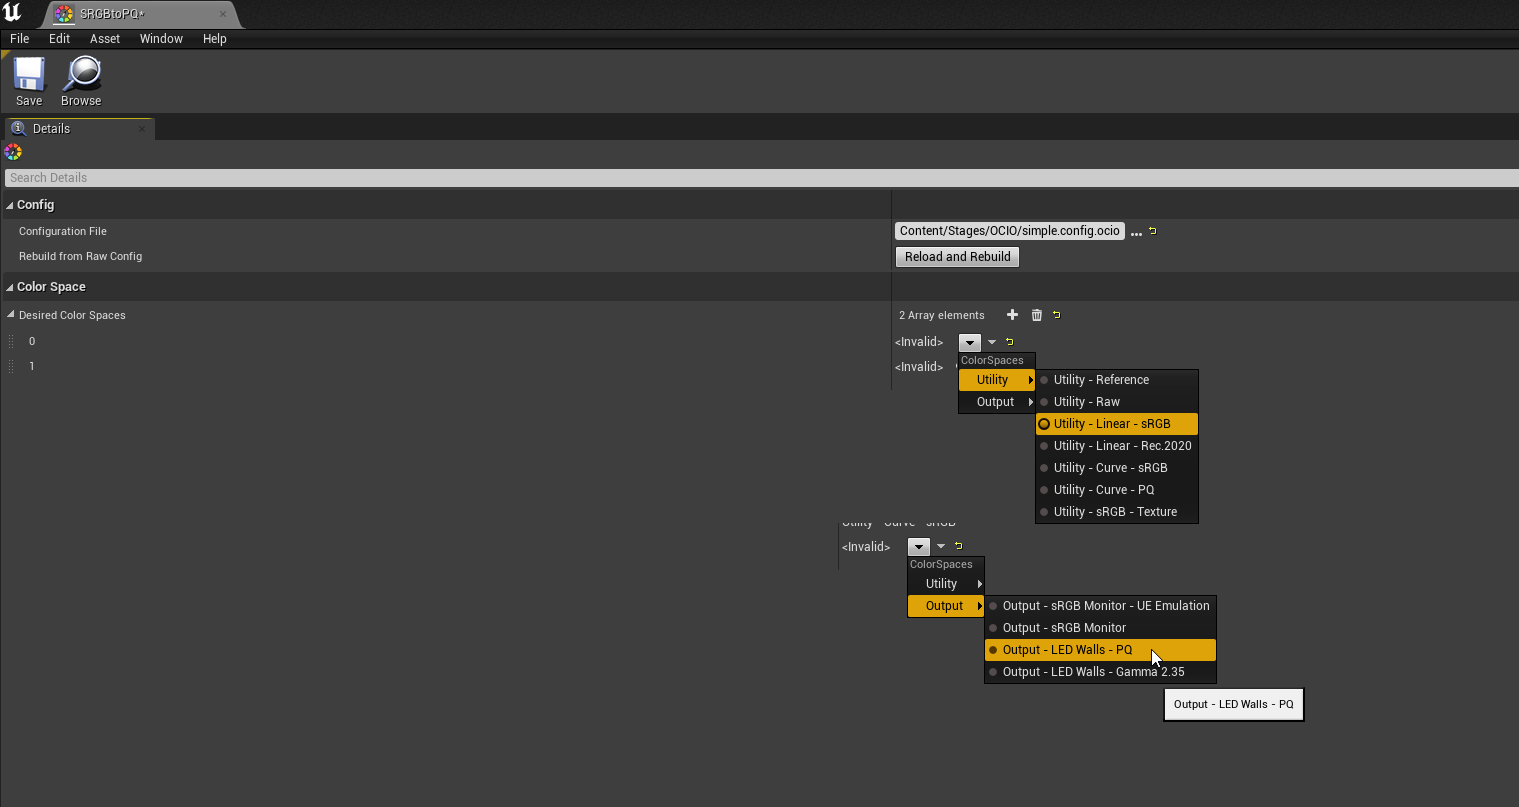 SRGBtoPQ*
File Edit Asset Window Help
Save Browse
Details
Search Details
Config
Configuration File Content/Stages/OCIO/simple.config.ocio ...
Rebuild from Raw Config Reload and Rebuild
Color Space
Desired Color Spaces 2 Array elements
0 <Invalid>
1 <Invalid>
ColorSpaces
Utility
Output
Utility - Reference
Utility - Raw
Utility - Linear - sRGB
Utility - Linear - Rec.2020
Utility - Curve - sRGB
Utility - Curve - PQ
Utility - sRGB - Texture
Utility - Curve - sRGB
<Invalid>
ColorSpaces
Utility
Output
Output - sRGB Monitor - UE Emulation
Output - sRGB Monitor
Output - LED Walls - PQ
Output - LED Walls - Gamma 2.35
Output - LED Walls - PQ